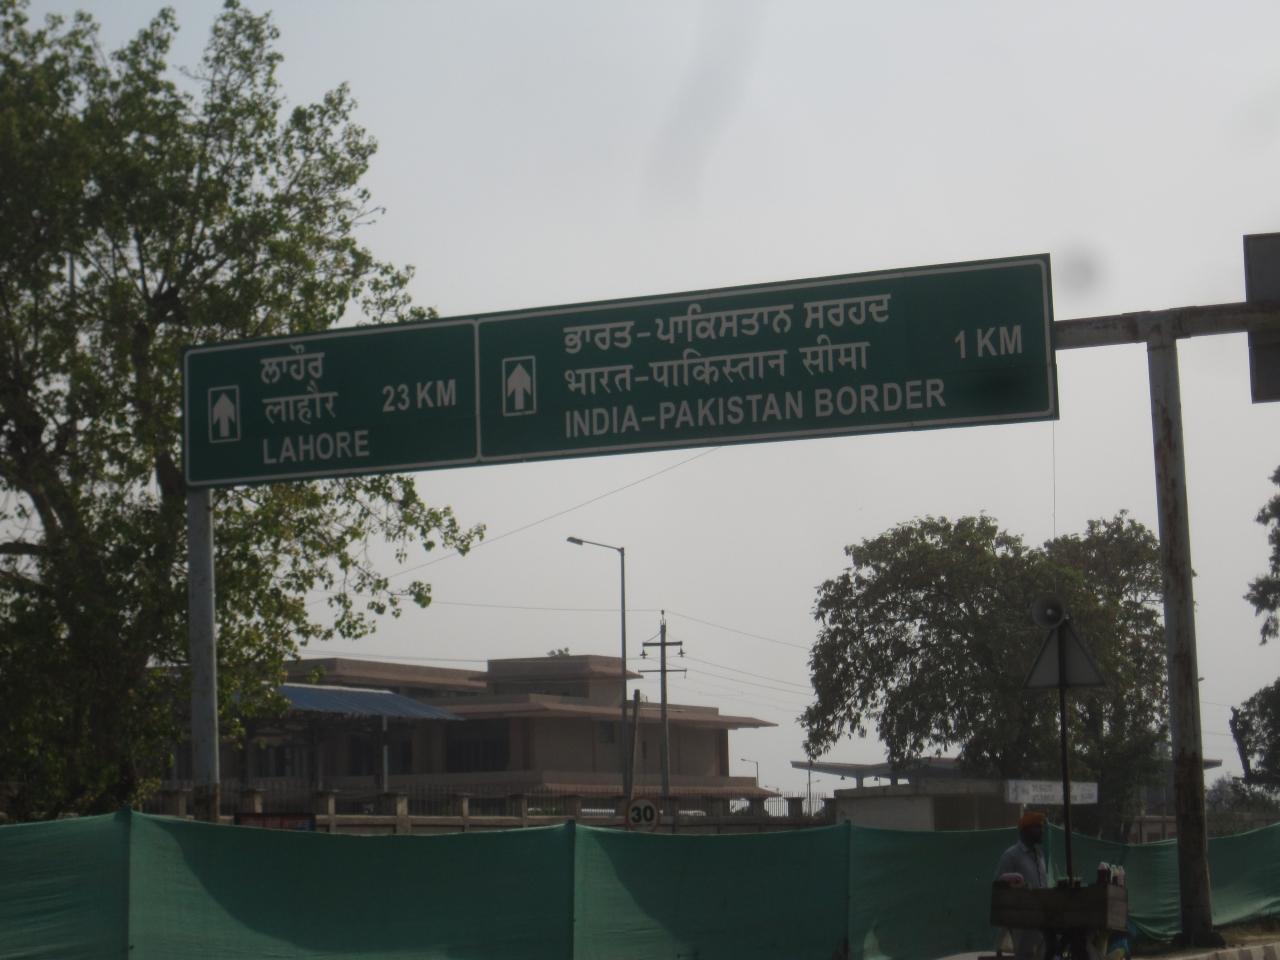 ਲਾਹੌਰ
लाहौर
LAHORE
23 KM
ਭਾਰਤ-ਪਾਕਿਸਤਾਨ ਸਰਹਦ
भारत-पाकिस्तान सीमा
INDIA-PAKISTAN BORDER
1 KM
30